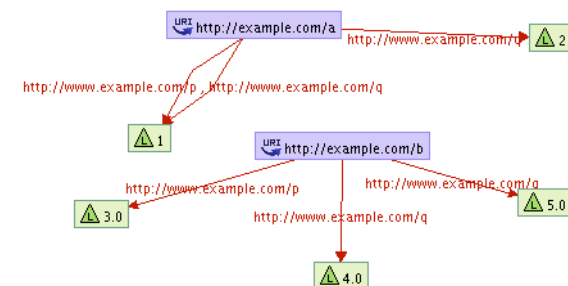 URI http://example.com/a
http://www.example.com/q
L 2
http://www.example.com/p , http://www.example.com/q
L 1
URI http://example.com/b
http://www.example.com/p
http://www.example.com/q
L 3.0
L 5.0
http://www.example.com/q
L 4.0